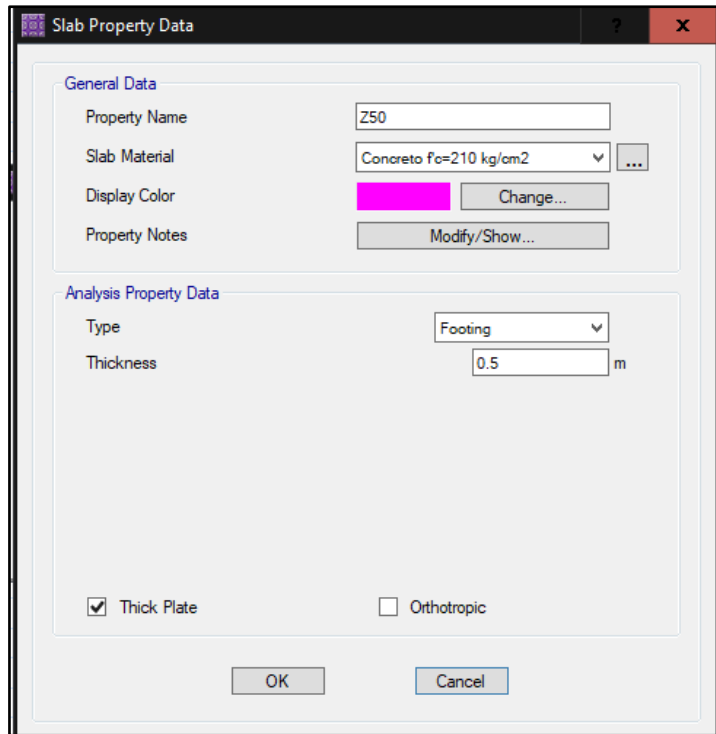 Slab Property Data ? x
General Data
Property Name Z50
Slab Material Concreto f'c=210 kg/cm2 ...
Display Color Change...
Property Notes Modify/Show...
Analysis Property Data
Type Footing
Thickness 0.5 m
Thick Plate Orthotropic
OK Cancel